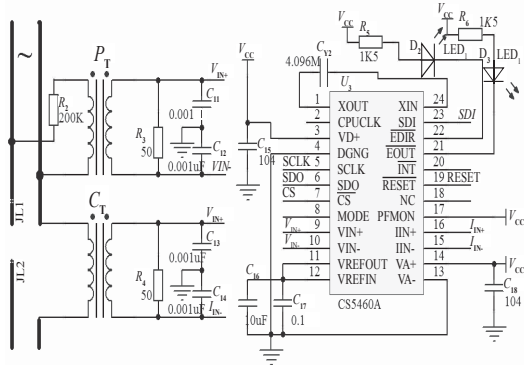 ~
P_T
V_IN+
R_2
200K
C_11
0.001
R_3
50
C_12
0.001uF
VIN-
JL1
C_T
V_IN+
C_13
0.001uF
JL2
R_4
50
C_14
0.001uF
I_IN-
V_CC
R_5
1K5
D_2
LED_1
V_CC
R_6
1K5
D_3
LED_1
V_CC
4.096M
C_Y2
U_3
C_15
104
1 XOUT XIN 24
2 CPUCLK SDI 23 SDI
3 VD+ EDIR 22
4 DGNG EOUT 21
SCLK 5 SCLK INT 20
SDO 6 SDO RESET 19 RESET
CS 7 CS NC 18
8 MODE PFMON 17 V_CC
V_IN+ 9 VIN+ IIN+ 16 I_IN+
V_IN- 10 VIN- IIN- 15 I_IN-
11 VREFOUT VA+ 14 V_CC
12 VREFIN VA- 13
CS5460A
C_16
10uF
C_17
0.1
C_18
104